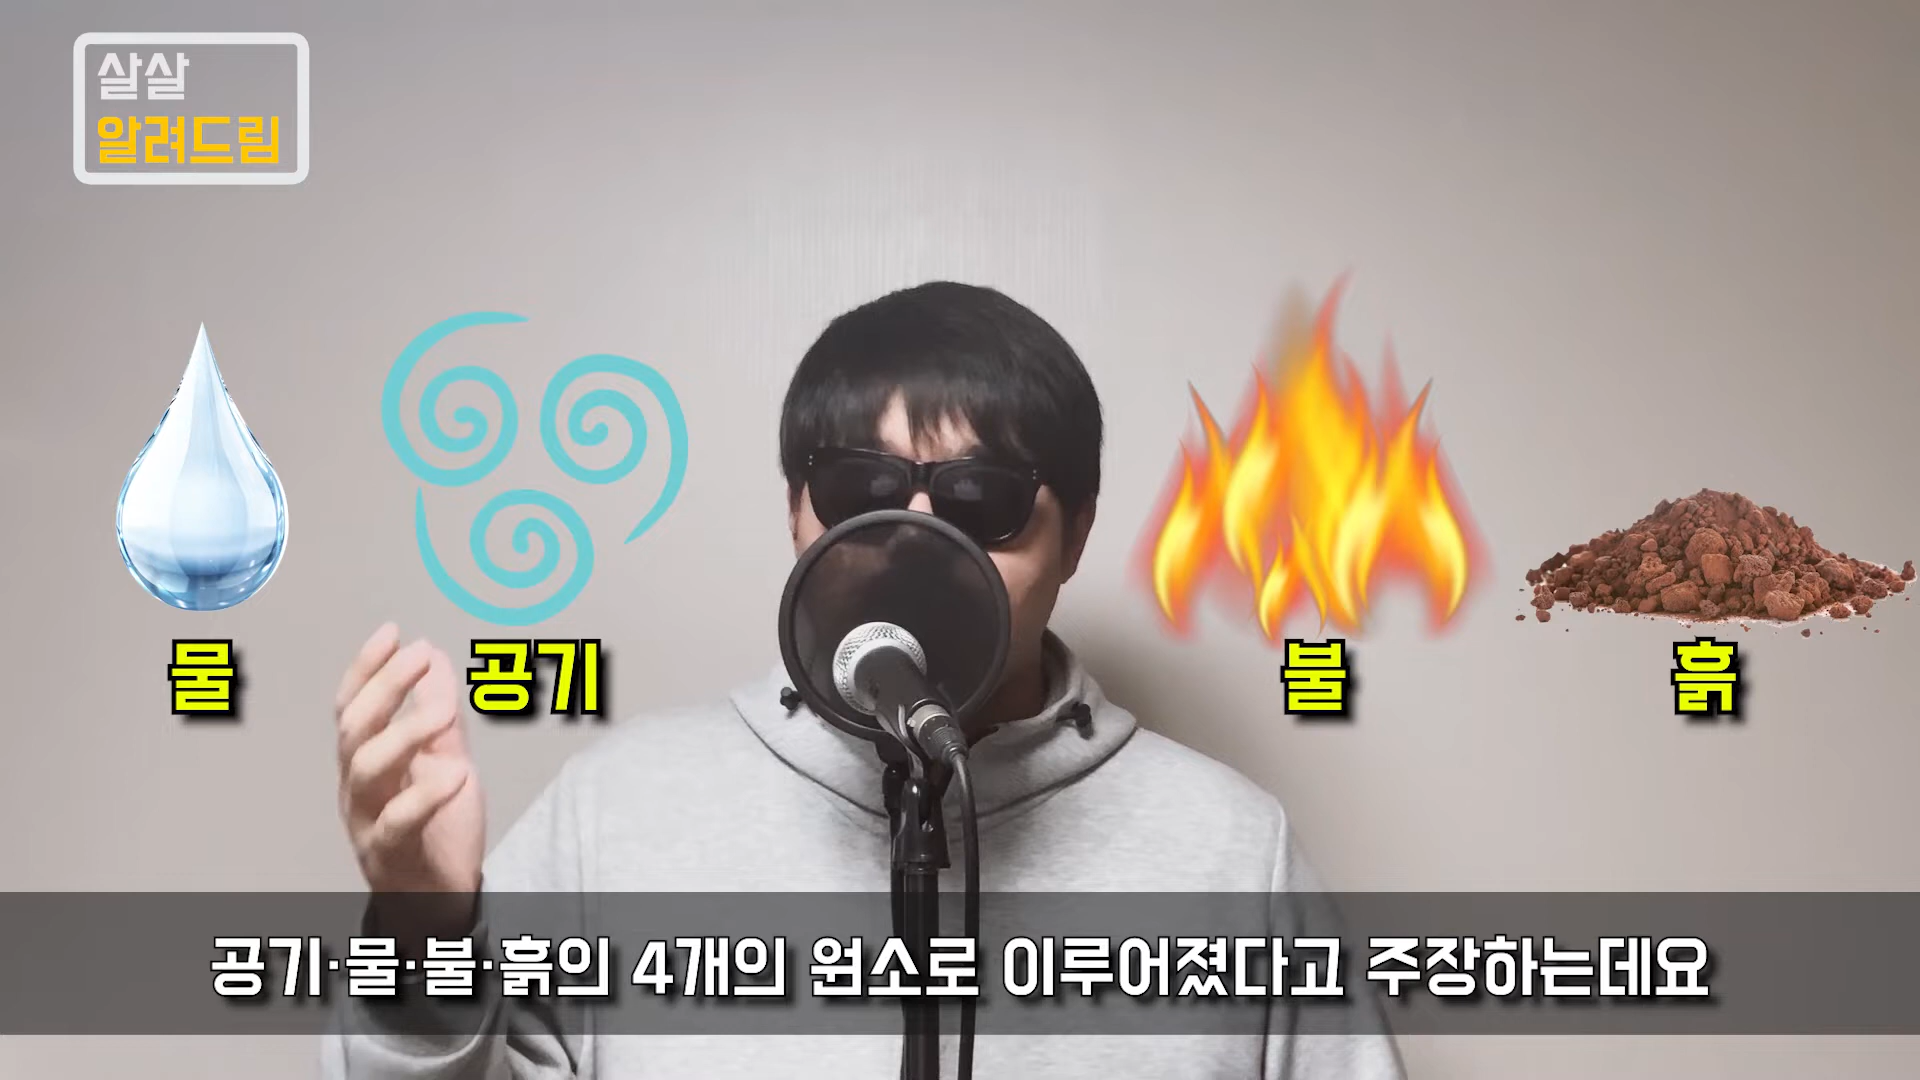 살살
알려드림
물
공기
불
흙
공기·물·불·흙의 4개의 원소로 이루어졌다고 주장하는데요